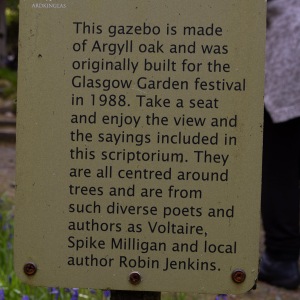 ARDKINGLAS
This gazebo is made
of Argyll oak and was
originally built for the
Glasgow Garden festival
in 1988. Take a seat
and enjoy the view and
the sayings included in
this scriptorium. They
are all centred around
trees and are from
such diverse poets and
authors as Voltaire,
Spike Milligan and local
author Robin Jenkins.